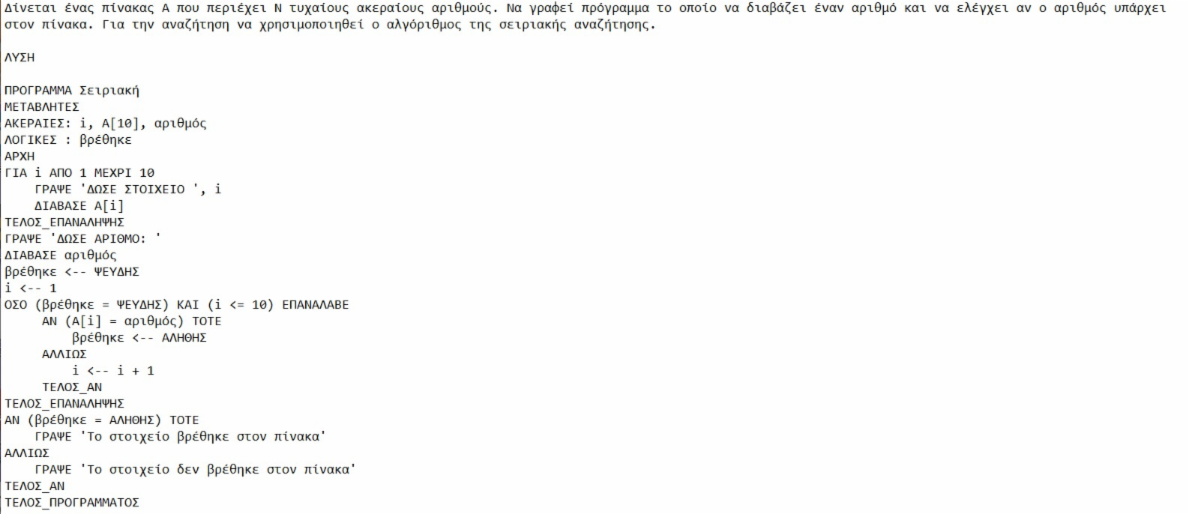 Δίνεται ένας πίνακας Α που περιέχει Ν τυχαίους ακεραίους αριθμούς. Να γραφεί πρόγραμμα το οποίο να διαβάζει έναν αριθμό και να ελέγχει αν ο αριθμός υπάρχει
στον πίνακα. Για την αναζήτηση να χρησιμοποιηθεί ο αλγόριθμος της σειριακής αναζήτησης.
ΛΥΣΗ
ΠΡΟΓΡΑΜΜΑ Σειριακή
ΜΕΤΑΒΛΗΤΕΣ
ΑΚΕΡΑΙΕΣ: i, Α[10], αριθμός
ΛΟΓΙΚΕΣ : βρέθηκε
ΑΡΧΗ
ΓΙΑ i ΑΠΟ 1 ΜΕΧΡΙ 10
    ΓΡΑΨΕ 'ΔΩΣΕ ΣΤΟΙΧΕΙΟ ', i
    ΔΙΑΒΑΣΕ Α[i]
ΤΕΛΟΣ_ΕΠΑΝΑΛΗΨΗΣ
ΓΡΑΨΕ 'ΔΩΣΕ ΑΡΙΘΜΟ: '
ΔΙΑΒΑΣΕ αριθμός
βρέθηκε <-- ΨΕΥΔΗΣ
i <-- 1
ΟΣΟ (βρέθηκε = ΨΕΥΔΗΣ) ΚΑΙ (i <= 10) ΕΠΑΝΑΛΑΒΕ
     ΑΝ (Α[i] = αριθμός) ΤΟΤΕ
         βρέθηκε <-- ΑΛΗΘΗΣ
     ΑΛΛΙΩΣ
         i <-- i + 1
     ΤΕΛΟΣ_ΑΝ
ΤΕΛΟΣ_ΕΠΑΝΑΛΗΨΗΣ
ΑΝ (βρέθηκε = ΑΛΗΘΗΣ) ΤΟΤΕ
    ΓΡΑΨΕ 'Το στοιχείο βρέθηκε στον πίνακα'
ΑΛΛΙΩΣ
    ΓΡΑΨΕ 'Το στοιχείο δεν βρέθηκε στον πίνακα'
ΤΕΛΟΣ_ΑΝ
ΤΕΛΟΣ_ΠΡΟΓΡΑΜΜΑΤΟΣ